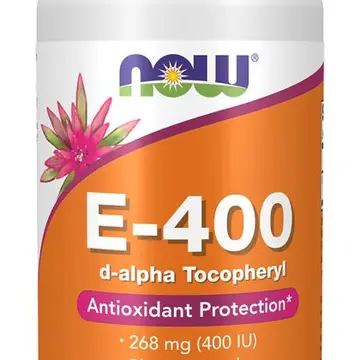 NOW
E-400
d-alpha Tocopheryl
Antioxidant Protection*
• 268 mg (400 IU)